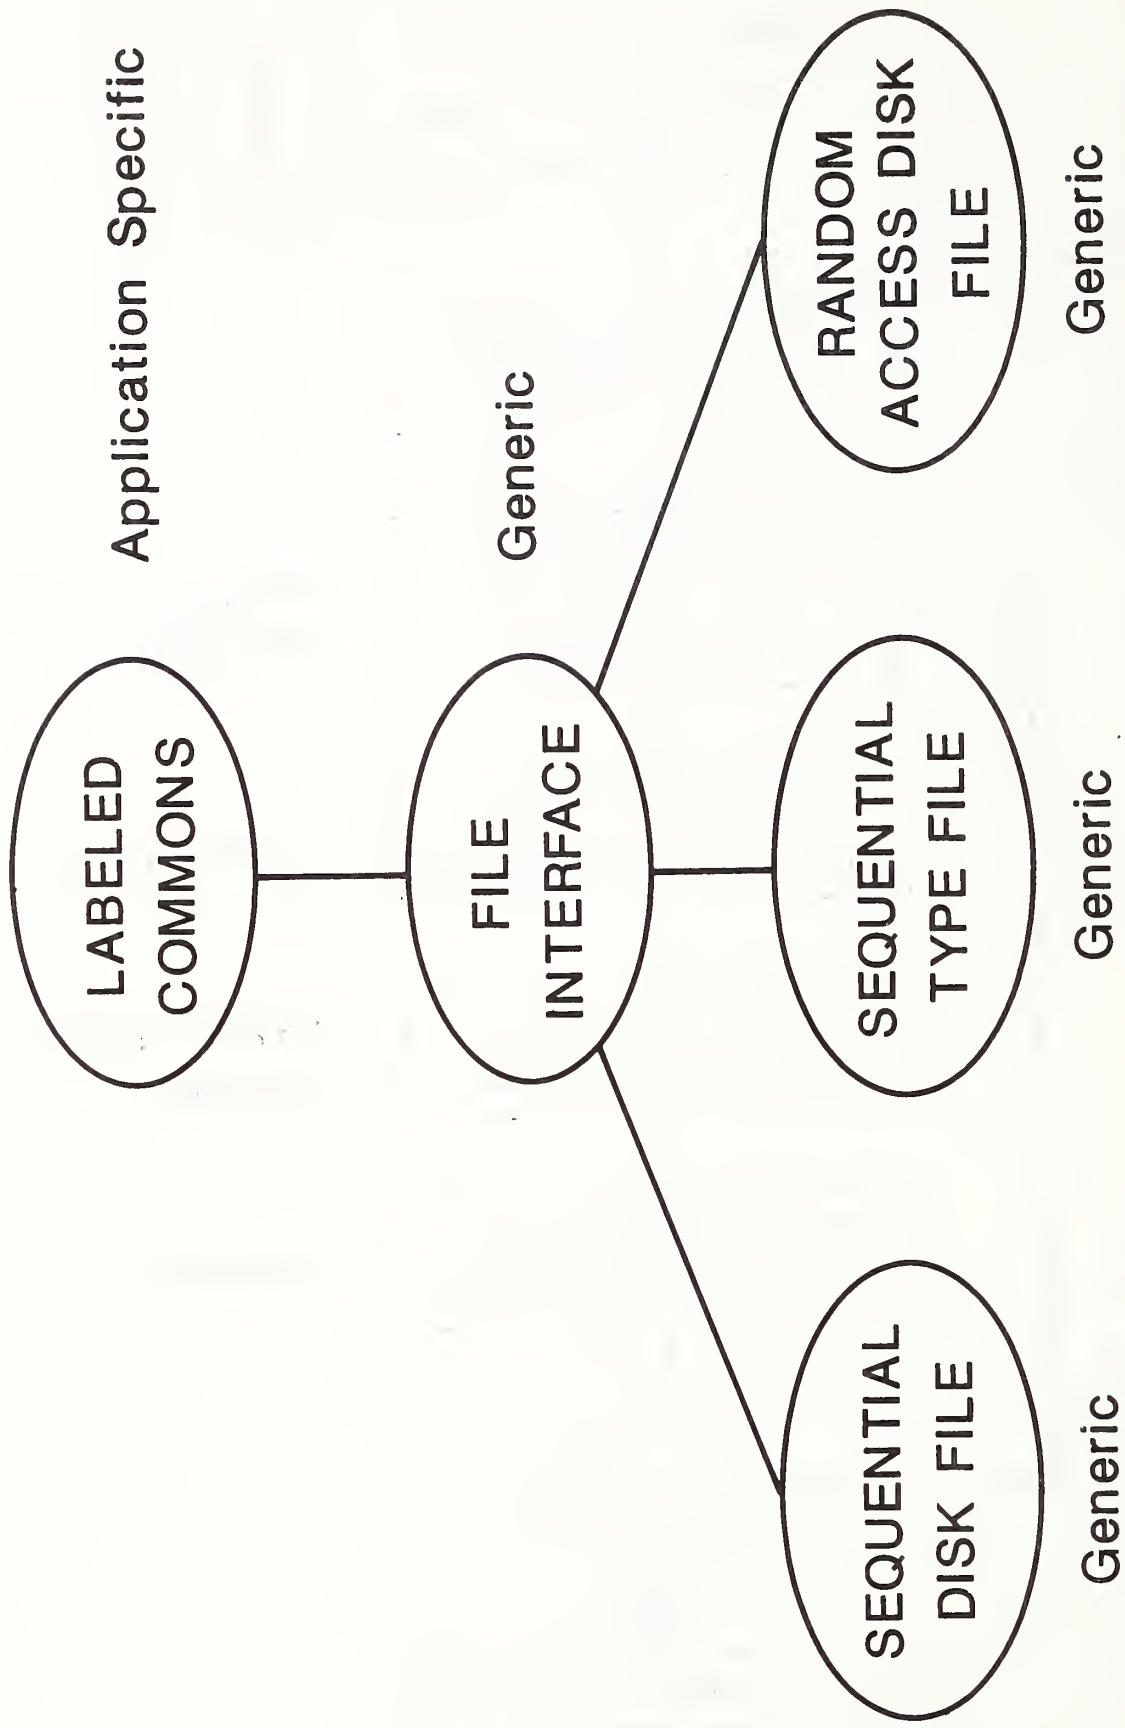 LABELED
COMMONS
Application Specific
FILE
INTERFACE
Generic
SEQUENTIAL
DISK FILE
Generic
SEQUENTIAL
TYPE FILE
Generic
RANDOM
ACCESS DISK
FILE
Generic